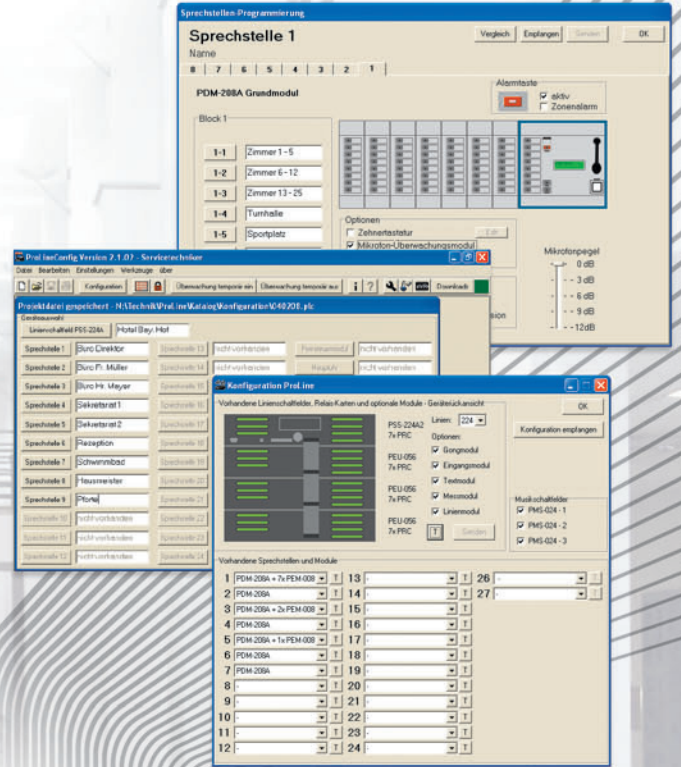 Sprechstellen-Programmierung
Sprechstelle 1
Vergleich Empfangen Senden OK
Name
8 7 6 5 4 3 2 1
PDM-208A Grundmodul
Alarmtaste
aktiv
Zonenalarm
Block 1
1-1 Zimmer 1 - 5
1-2 Zimmer 6 - 12
1-3 Zimmer 13 - 25
1-4 Turnhalle
1-5 Sportplatz
Optionen
Zehnertastatur Edit
Mikrofon-Überwachungsmodul
Mikrofonpegel
0 dB
- 3 dB
- 6 dB
- 9 dB
-12dB
ProLineConfig Version 2.1.02 - Servicetechniker
Datei Bearbeiten Einstellungen Werkzeuge über
Konfiguration Überwachung temporär ein Überwachung temporär aus i ? Downloads
Projektdatei gespeichert - N:\Technik\ProLine\Katalog\Konfiguration\040208.plc
Geräteauswahl
Linienschaltfeld PSS-224A Hotel Bay. Hof
Sprechstelle 1 Büro Direktor Sprechstelle 13 nicht vorhanden nicht vorhanden
Sprechstelle 2 Büro Fr. Müller Sprechstelle 14 nicht vorhanden nicht vorhanden
Sprechstelle 3 Büro Hr. Mayer Sprechstelle 15
Sprechstelle 4 Sekretariat 1 Sprechstelle 16
Sprechstelle 5 Sekretariat 2 Sprechstelle 17
Sprechstelle 6 Rezeption Sprechstelle 18
Sprechstelle 7 Schwimmbad Sprechstelle 19
Sprechstelle 8 Hausmeister Sprechstelle 20
Sprechstelle 9 Pforte Sprechstelle 21
Sprechstelle 10 nicht vorhanden Sprechstelle 22
Sprechstelle 11 nicht vorhanden Sprechstelle 23
Sprechstelle 12 nicht vorhanden Sprechstelle 24
Konfiguration ProLine
Vorhandene Linienschaltfelder, Relais-Karten und optionale Module - Geräterückansicht
OK
Konfiguration empfangen
PSS-224A2
7x PRC
Linien: 224
Optionen:
Gongmodul
PEU-056
7x PRC
Eingangsmodul
Textmodul
PEU-056
7x PRC
Messmodul
Linienmodul
PEU-056
7x PRC
T Senden
Musikschaltfelder
PMS-024 - 1
PMS-024 - 2
PMS-024 - 3
Vorhandene Sprechstellen und Module
1 PDM-208A + 7x PEM-008 T 13 - T 26 - T
2 PDM-208A T 14 - T 27 - T
3 PDM-208A + 2x PEM-008 T 15 - T
4 PDM-208A T 16 - T
5 PDM-208A + 1x PEM-008 T 17 - T
6 PDM-208A T 18 - T
7 PDM-208A T 19 - T
8 - T 20 - T
9 - T 21 - T
10 - T 22 - T
11 - T 23 - T
12 - T 24 - T